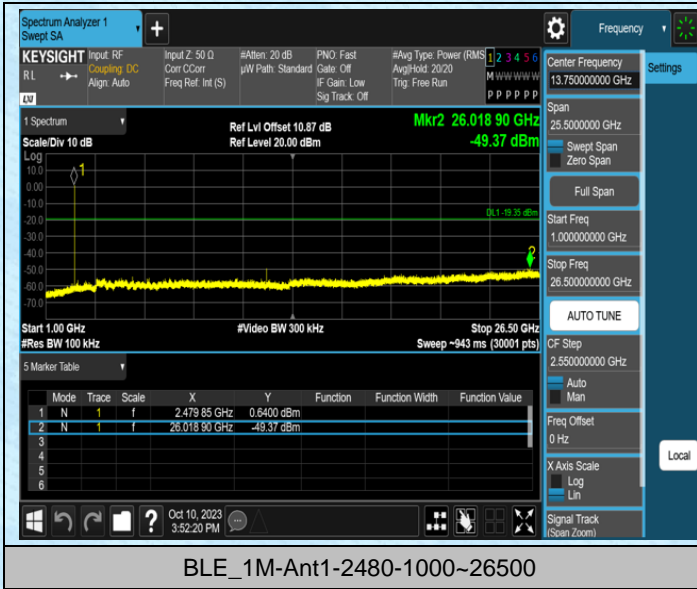 Spectrum Analyzer 1
Swept SA
+
Frequency
KEYSIGHT
RL
LXI
Input: RF
Coupling: DC
Align: Auto
Input Z: 50 Ω
Corr CCorr
Freq Ref: Int (S)
#Atten: 20 dB
µW Path: Standard
PNO: Fast
Gate: Off
IF Gain: Low
Sig Track: Off
#Avg Type: Power (RMS
Avg|Hold: 20/20
Trig: Free Run
1 2 3 4 5 6
M W W W W W
P P P P P P
1 Spectrum
Scale/Div 10 dB
Ref Lvl Offset 10.87 dB
Ref Level 20.00 dBm
Mkr2 26.018 90 GHz
-49.37 dBm
Log
10.0
0.00
-10.0
-20.0
-30.0
-40.0
-50.0
-60.0
-70.0
1
DL1 -19.35 dBm
2
Start 1.00 GHz
#Video BW 300 kHz
Stop 26.50 GHz
#Res BW 100 kHz
Sweep ~943 ms (30001 pts)
5 Marker Table
Mode Trace Scale X Y Function Function Width Function Value
1 N 1 f 2.479 85 GHz 0.6400 dBm
2 N 1 f 26.018 90 GHz -49.37 dBm
3
4
5
6
?
Oct 10, 2023
3:52:20 PM
Center Frequency
13.750000000 GHz
Settings
Span
25.5000000 GHz
Swept Span
Zero Span
Full Span
Start Freq
1.000000000 GHz
Stop Freq
26.500000000 GHz
AUTO TUNE
CF Step
2.550000000 GHz
Auto
Man
Freq Offset
0 Hz
X Axis Scale
Log
Lin
Local
Signal Track
(Span Zoom)
BLE_1M-Ant1-2480-1000~26500